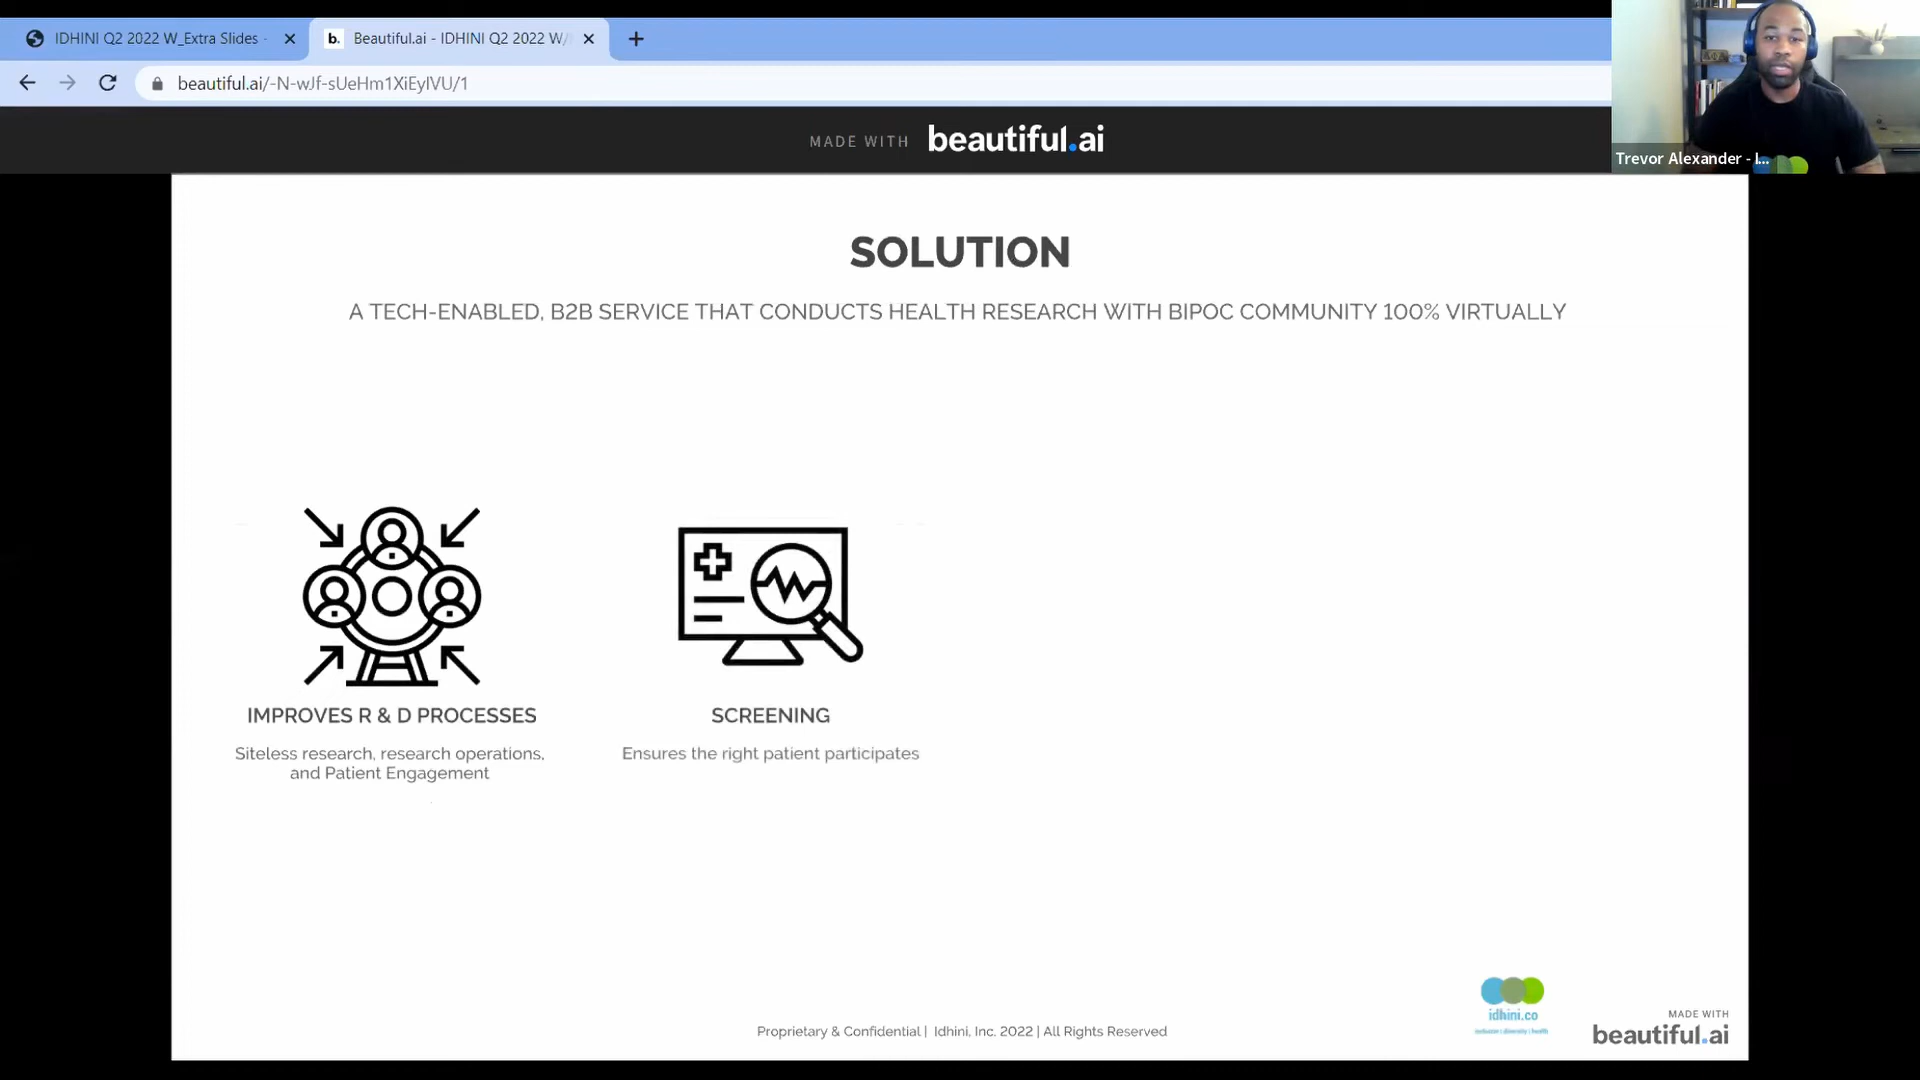 IDHINI Q2 2022 W_Extra Slides -
b. Beautiful.ai - IDHINI Q2 2022 W/
beautiful.ai/-N-wJf-sUeHm1XiEyIVU/1
MADE WITH beautiful.ai
Trevor Alexander - I...
SOLUTION
A TECH-ENABLED, B2B SERVICE THAT CONDUCTS HEALTH RESEARCH WITH BIPOC COMMUNITY 100% VIRTUALLY
IMPROVES R & D PROCESSES
Siteless research, research operations,
and Patient Engagement
SCREENING
Ensures the right patient participates
Proprietary & Confidential | Idhini, Inc. 2022 | All Rights Reserved
idhini.co
MADE WITH
beautiful.ai